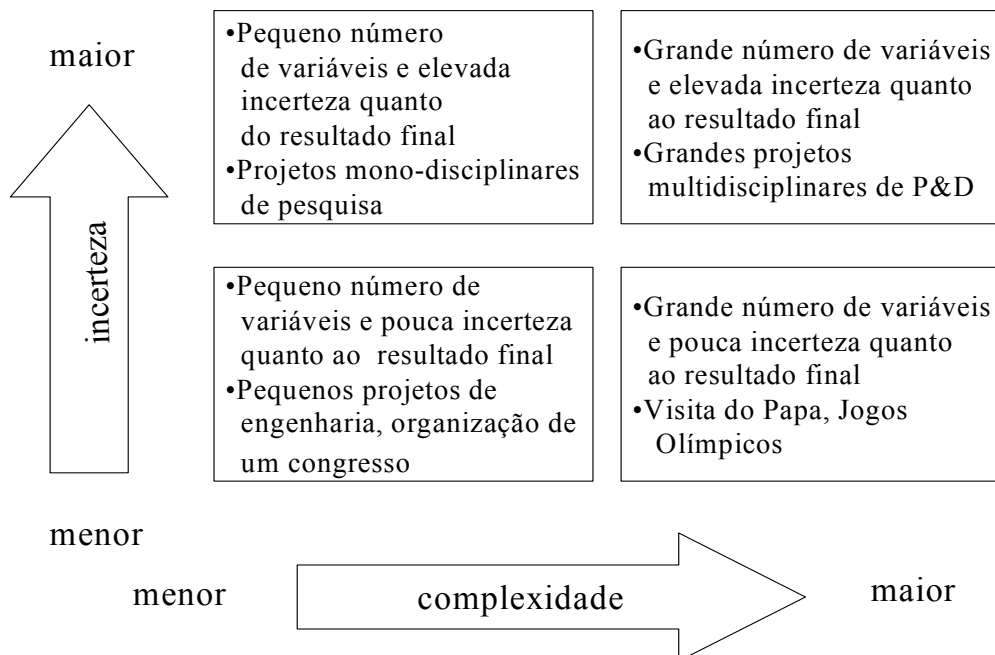 maior
•Pequeno número
de variáveis e elevada
incerteza quanto
do resultado final
•Projetos mono-disciplinares
de pesquisa
•Grande número de variáveis
e elevada incerteza quanto
ao resultado final
•Grandes projetos
multidisciplinares de P&D
incerteza
•Pequeno número de
variáveis e pouca incerteza
quanto ao resultado final
•Pequenos projetos de
engenharia, organização de
um congresso
•Grande número de variáveis
e pouca incerteza quanto
ao resultado final
•Visita do Papa, Jogos
Olímpicos
menor
menor
complexidade
maior